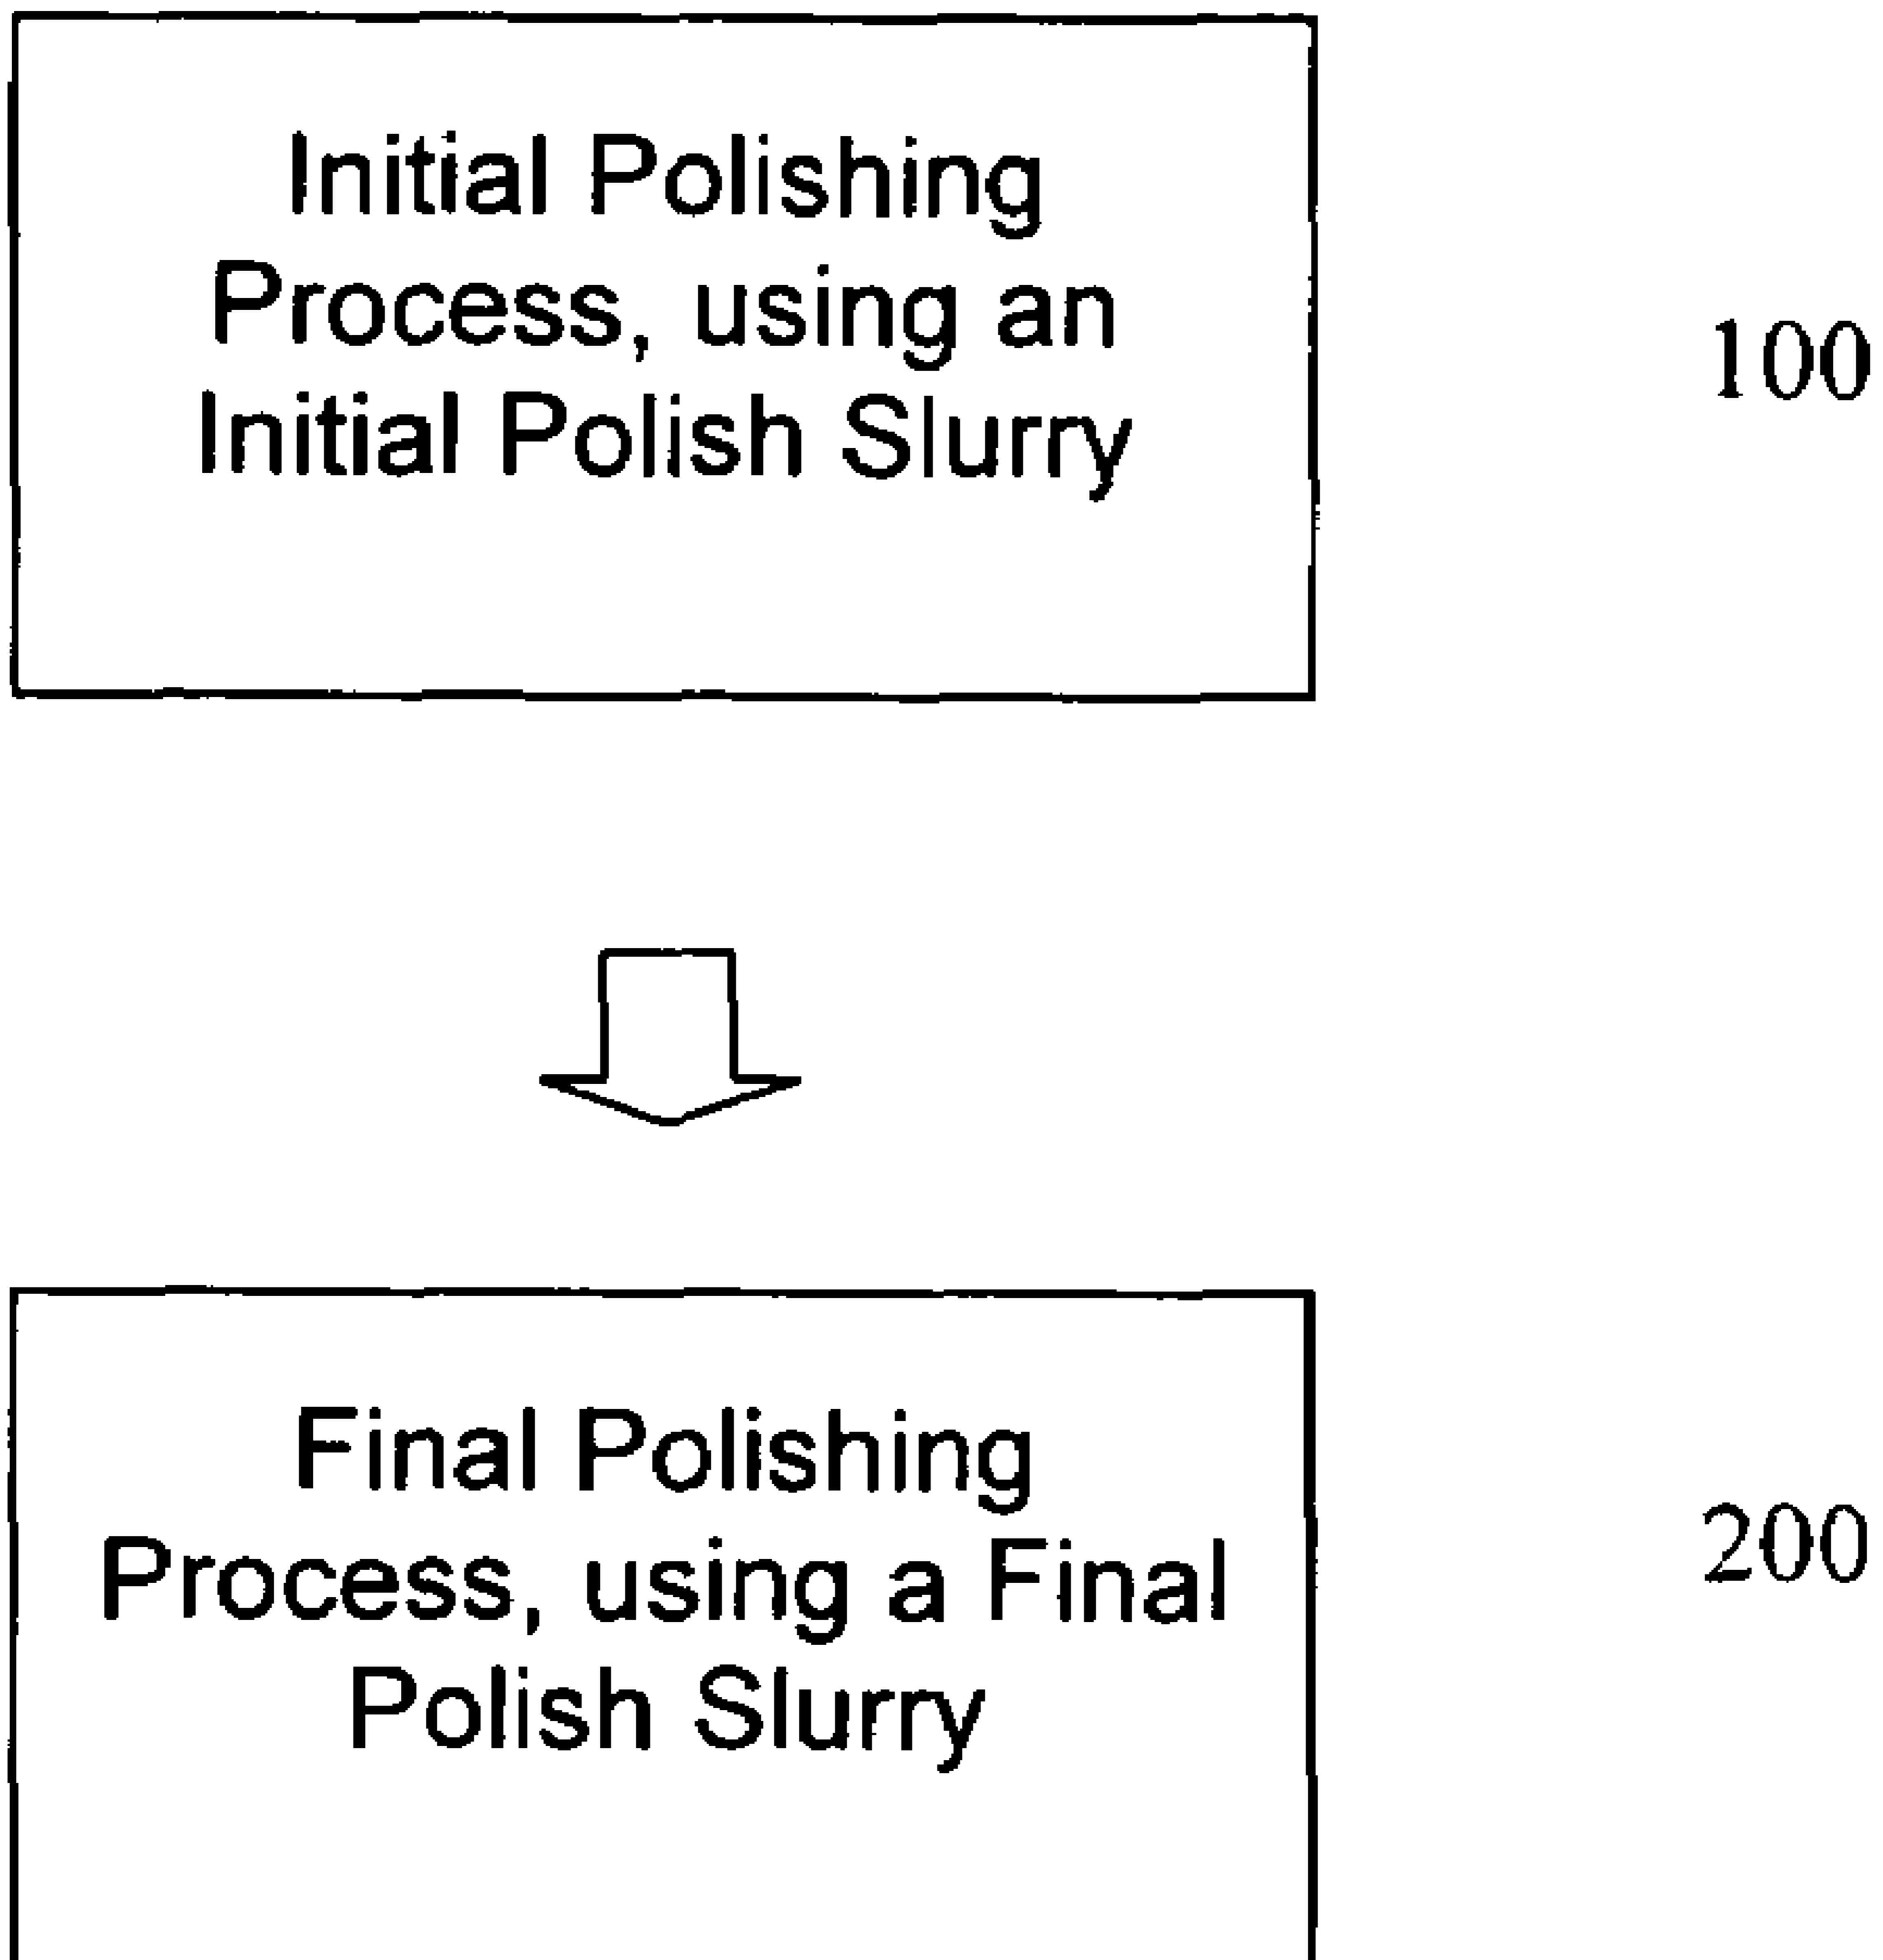 Initial Polishing
Process, using an
Initial Polish Slurry
100
Final Polishing
Process, using a Final
Polish Slurry
200